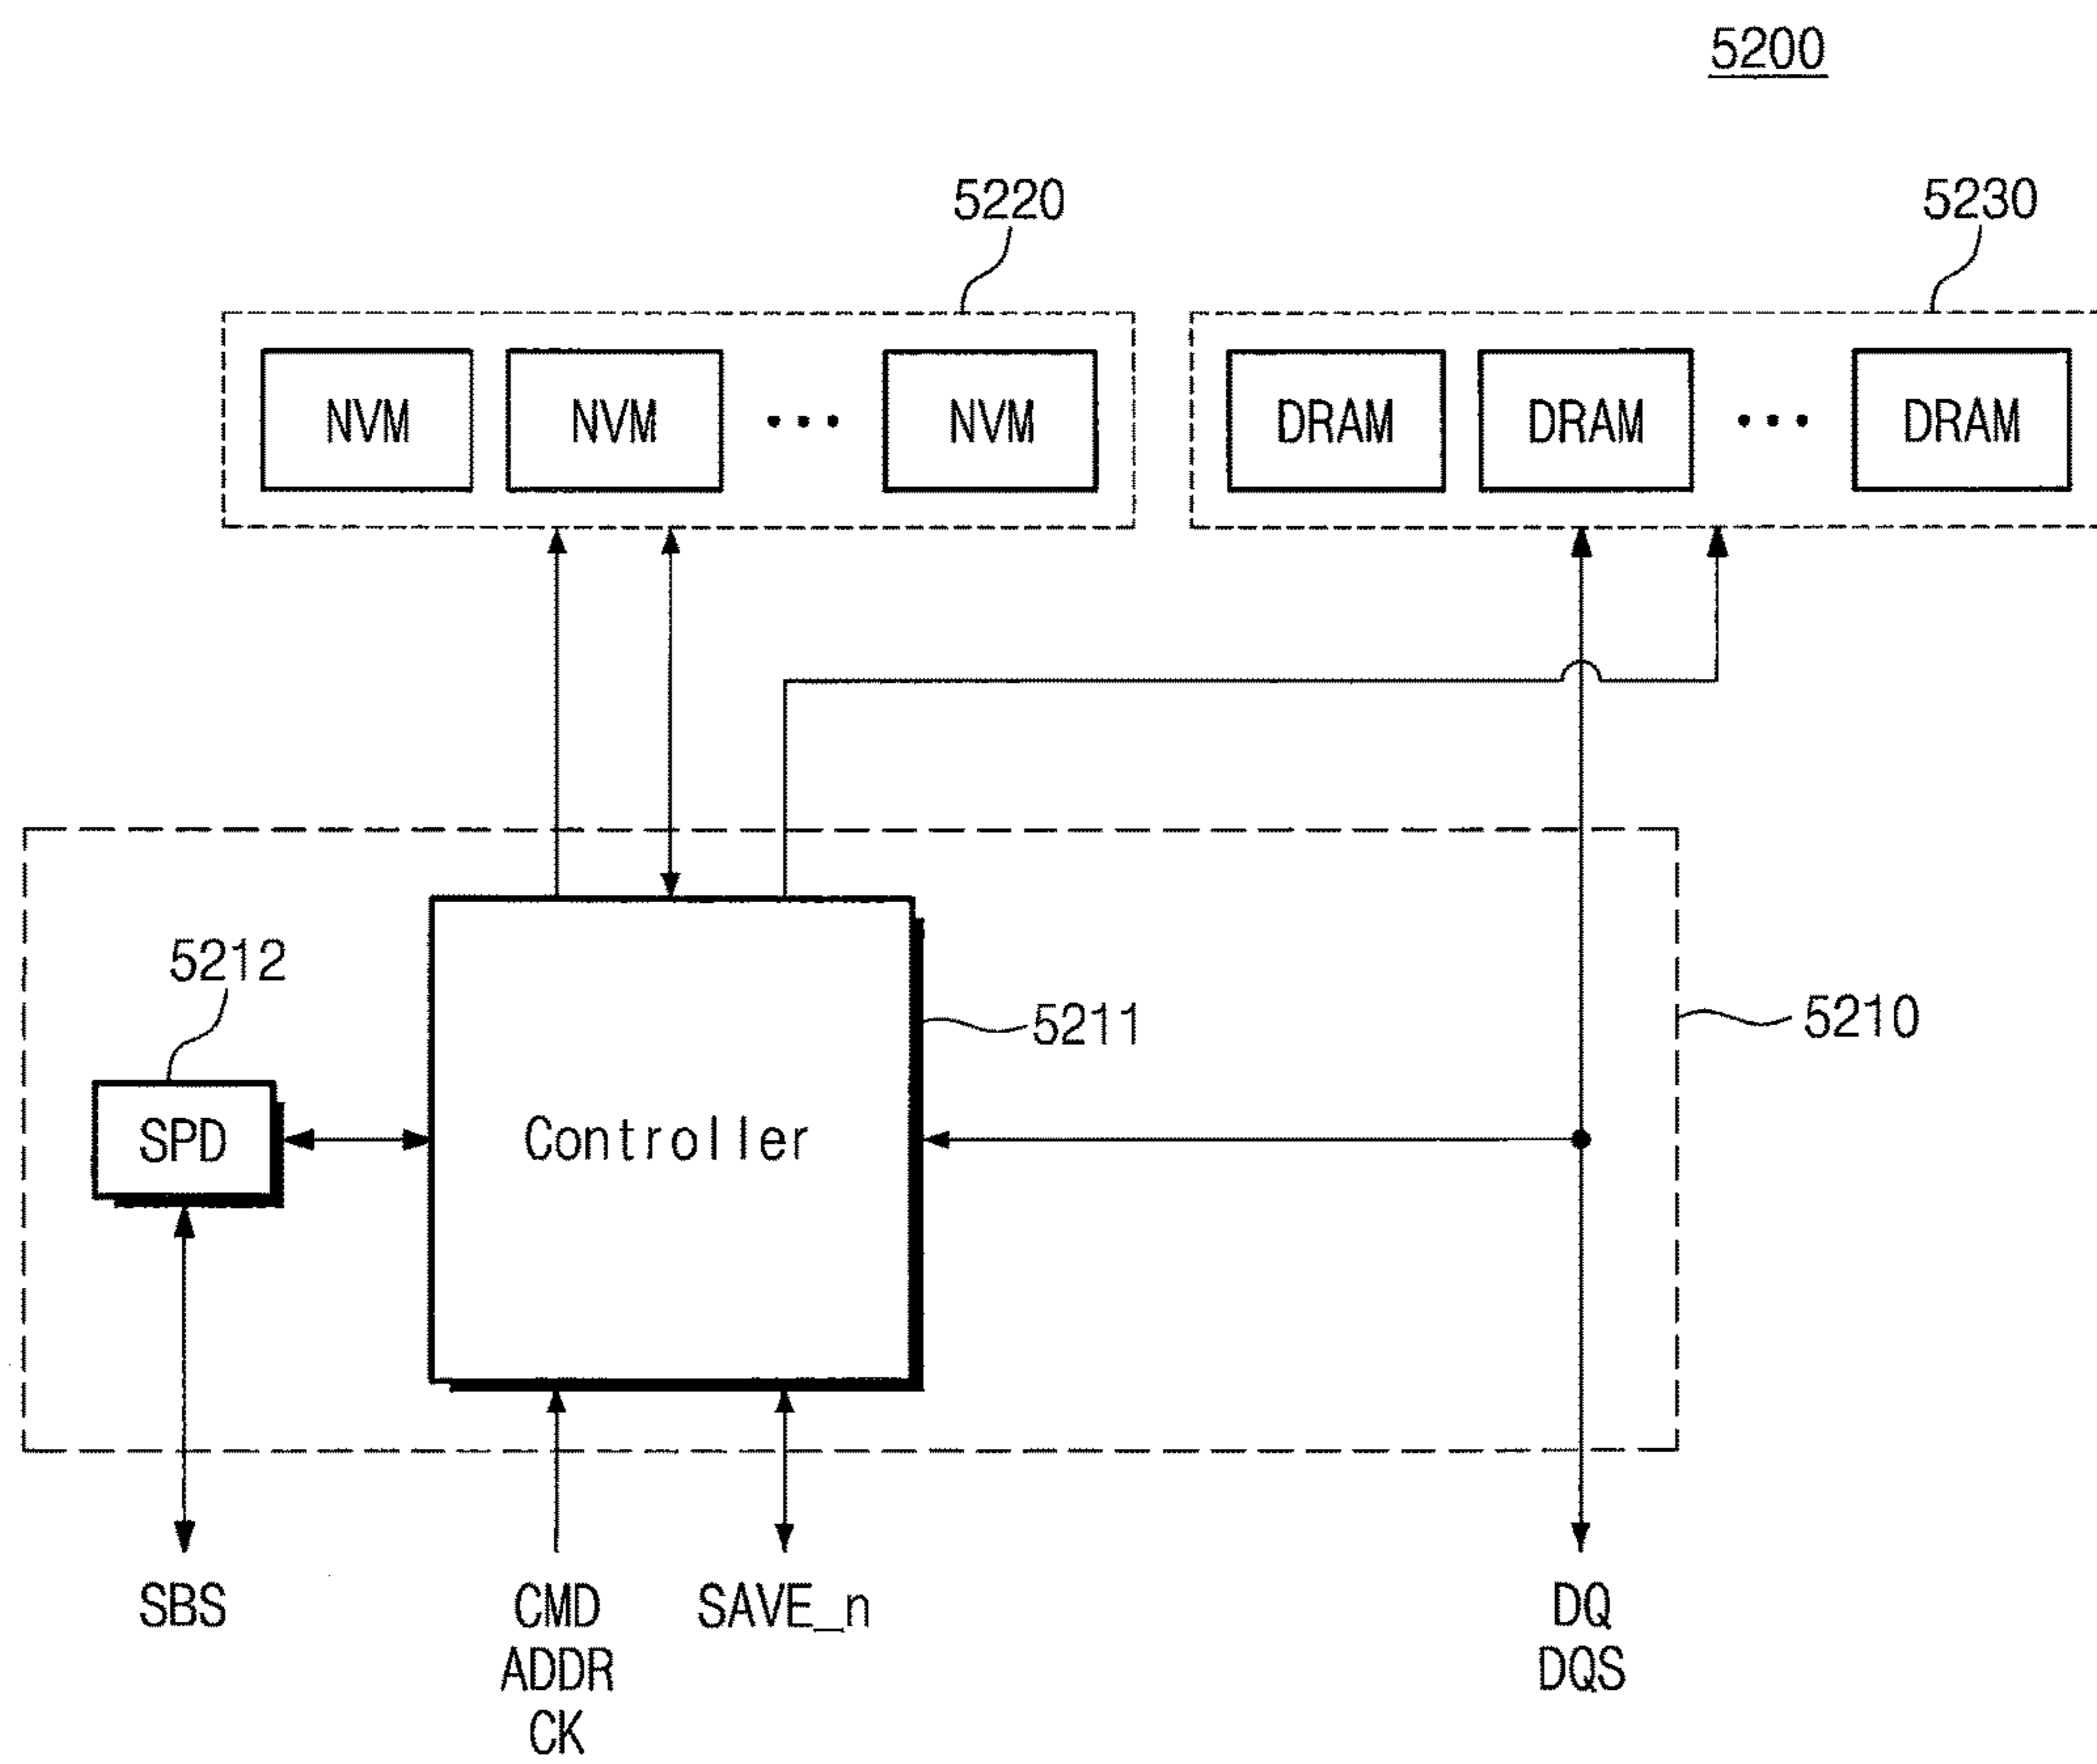 5200
5220
5230
NVM
NVM
NVM
DRAM
DRAM
DRAM
5212
5211
5210
SPD
Controller
SBS
CMD
ADDR
CK
SAVE_n
DQ
DQS